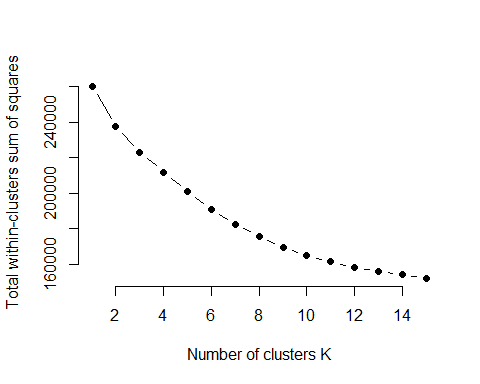 Total within-clusters sum of squares
240000
200000
160000
2 4 6 8 10 12 14
Number of clusters K